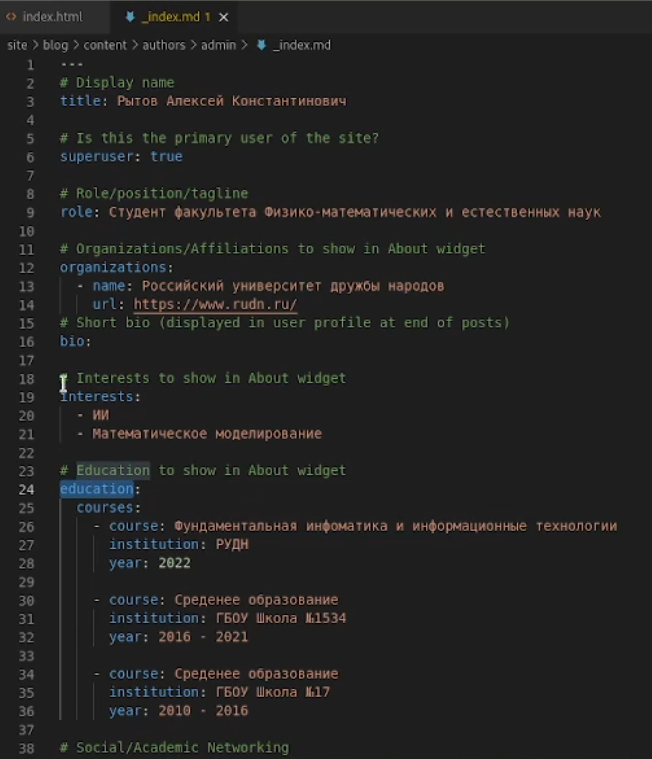 index.html
_index.md 1
site > blog > content > authors > admin > _index.md
1 ---
2 # Display name
3 title: Рытов Алексей Константинович
4
5 # Is this the primary user of the site?
6 superuser: true
7
8 # Role/position/tagline
9 role: Студент факультета Физико-математических и естественных наук
10
11 # Organizations/Affiliations to show in About widget
12 organizations:
13 - name: Российский университет дружбы народов
14 url: https://www.rudn.ru/
15 # Short bio (displayed in user profile at end of posts)
16 bio:
17
18 # Interests to show in About widget
19 interests:
20 - ИИ
21 - Математическое моделирование
22
23 # Education to show in About widget
24 education:
25 courses:
26 - course: Фундаментальная инфоматика и информационные технологии
27 institution: РУДН
28 year: 2022
29
30 - course: Среденее образование
31 institution: ГБОУ Школа №1534
32 year: 2016 - 2021
33
34 - course: Среденее образование
35 institution: ГБОУ Школа №17
36 year: 2010 - 2016
37
38 # Social/Academic Networking